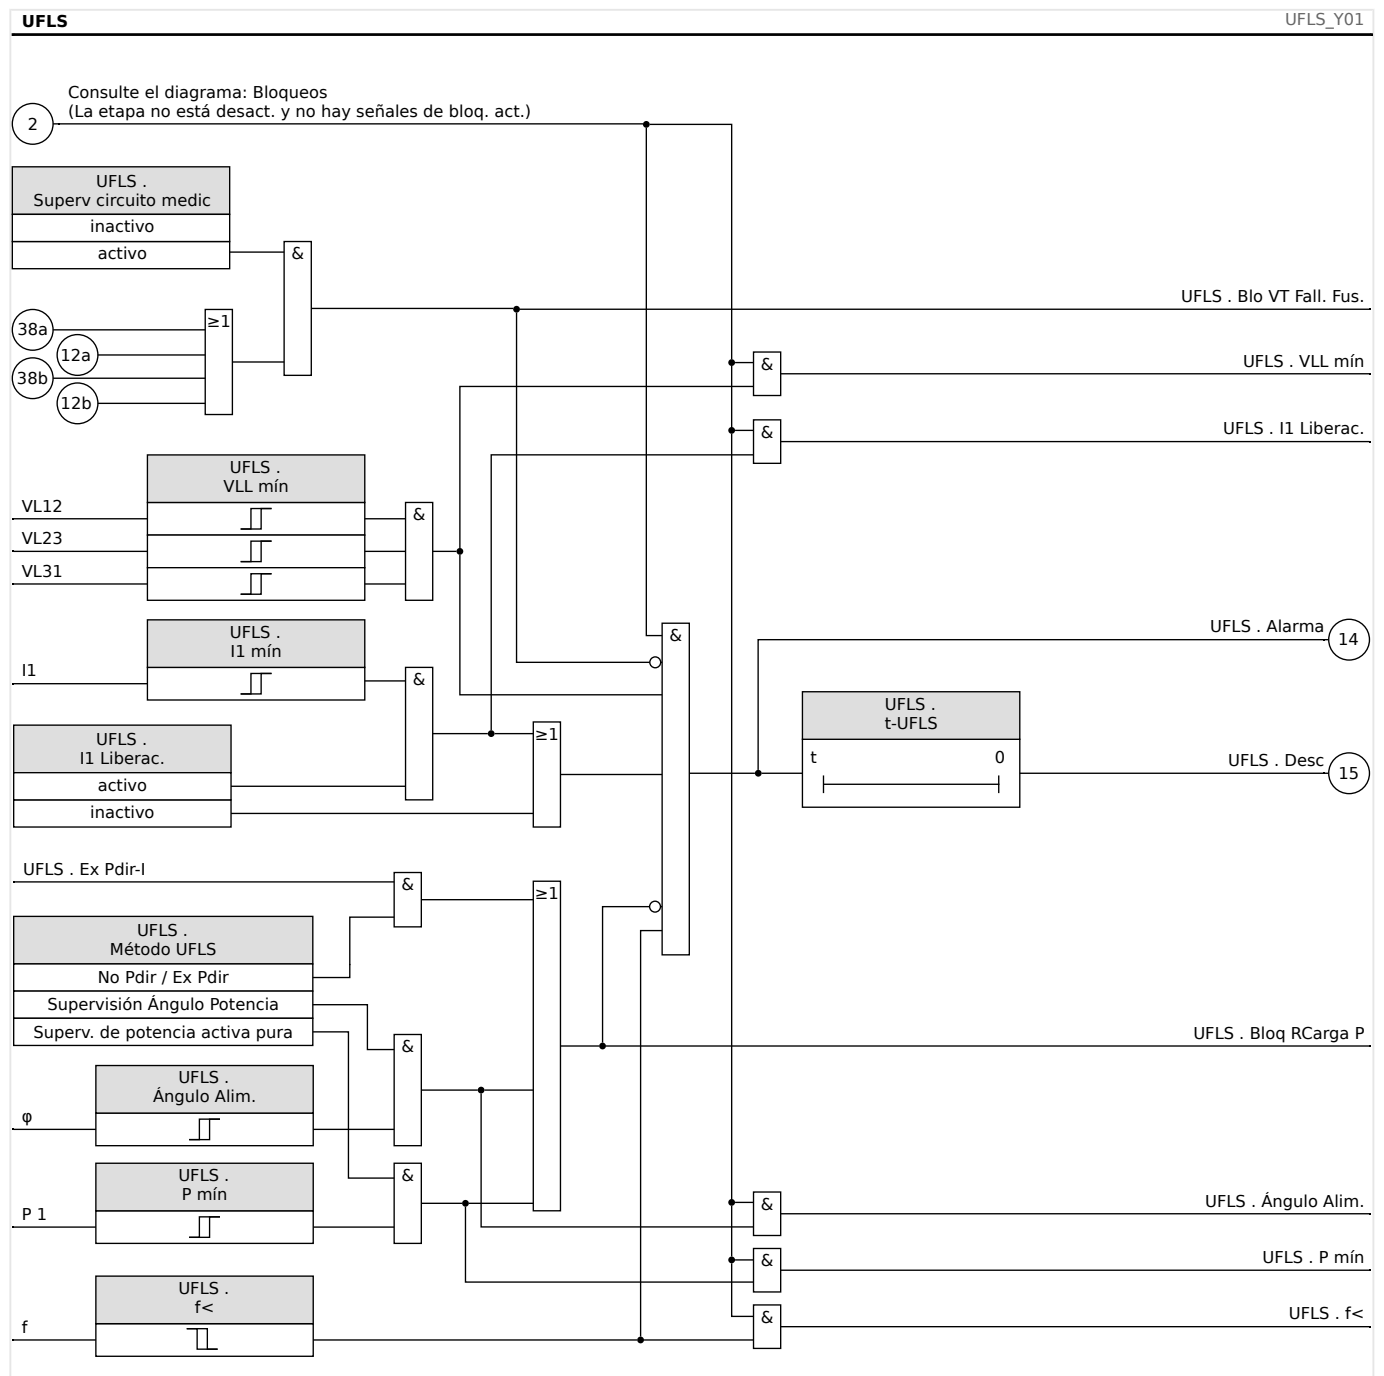 UFLS
UFLS_Y01
Consulte el diagrama: Bloqueos
(La etapa no está desact. y no hay señales de bloq. act.)
2
UFLS .
Superv circuito medic
inactivo
activo
&
38a
12a
38b
12b
≥1
UFLS . Blo VT Fall. Fus.
&
UFLS . VLL mín
&
UFLS . I1 Liberac.
UFLS .
VLL mín
VL12
VL23
VL31
&
UFLS .
I1 mín
I1
&
UFLS .
I1 Liberac.
activo
inactivo
≥1
&
UFLS . Alarma
14
UFLS .
t-UFLS
t
0
UFLS . Desc
15
UFLS . Ex Pdir-I
&
≥1
UFLS .
Método UFLS
No Pdir / Ex Pdir
Supervisión Ángulo Potencia
Superv. de potencia activa pura
&
UFLS . Bloq RCarga P
UFLS .
Ángulo Alim.
φ
UFLS .
P mín
P 1
&
&
UFLS . Ángulo Alim.
&
UFLS . P mín
UFLS .
f<
f
&
UFLS . f<